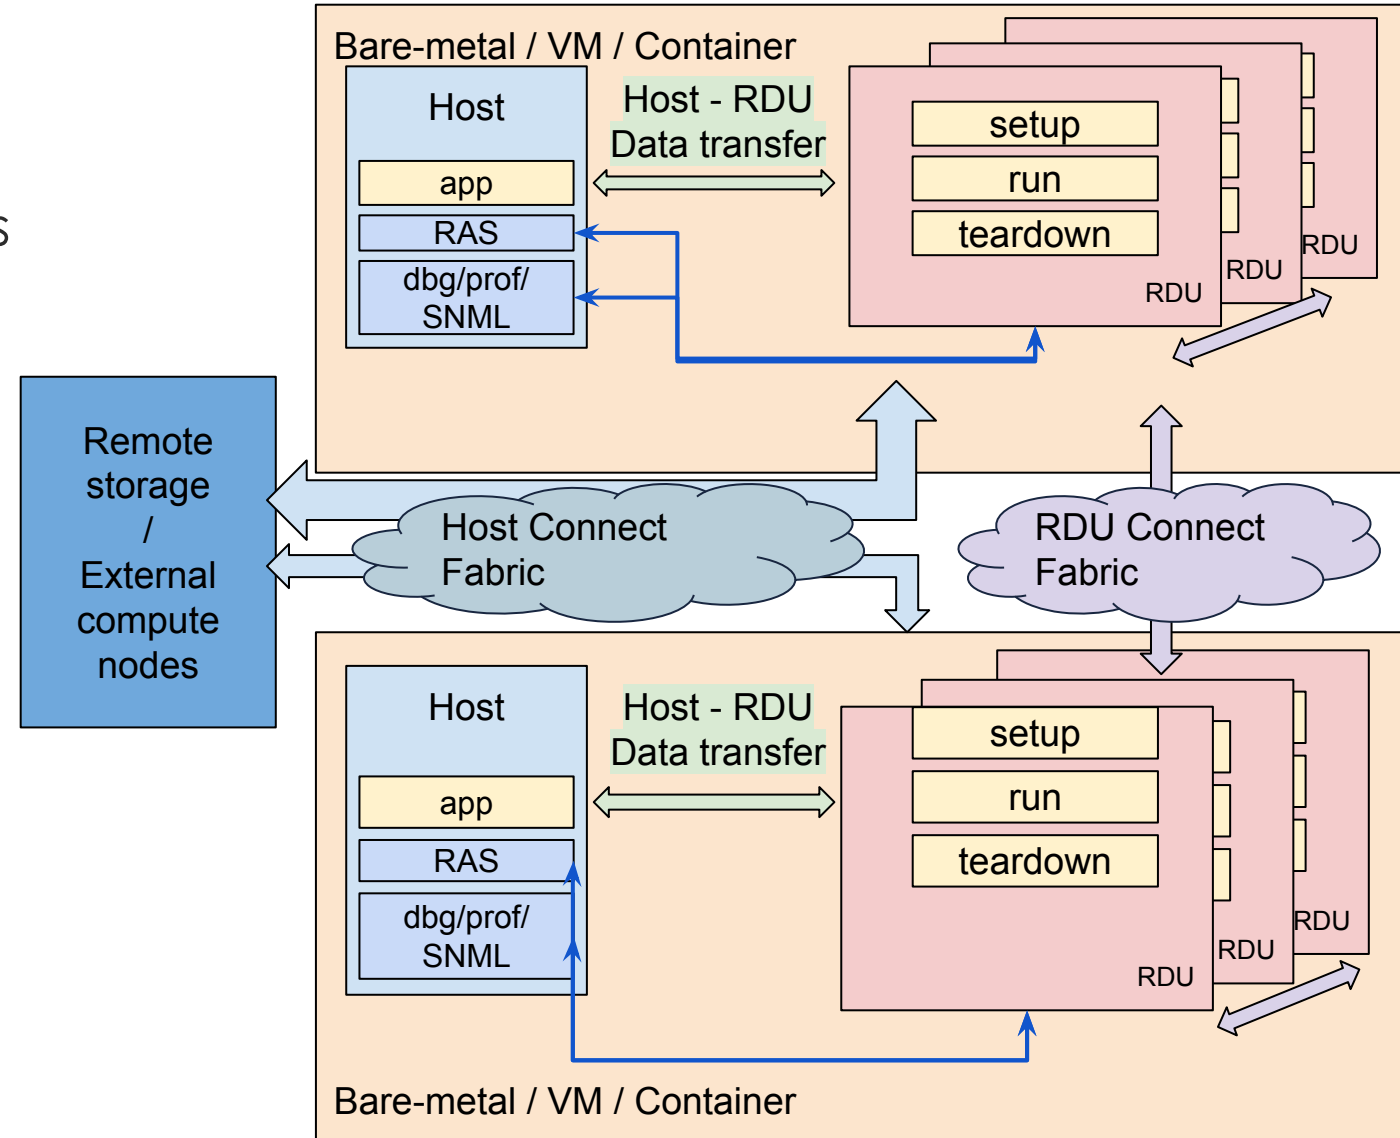 Bare-metal / VM / Container
Host
Host - RDU
Data transfer
app
RAS
dbg/prof/
SNML
setup
run
teardown
RDU
RDU
RDU
s
Remote
storage
/
External
compute
nodes
Host Connect
Fabric
RDU Connect
Fabric
Host
Host - RDU
Data transfer
app
RAS
dbg/prof/
SNML
setup
run
teardown
RDU
RDU
RDU
Bare-metal / VM / Container